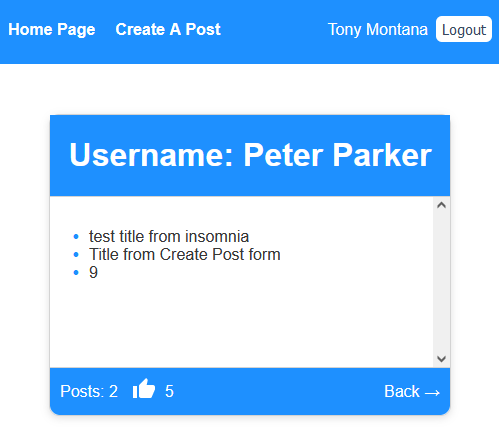 Home Page Create A Post Tony Montana Logout
Username: Peter Parker
test title from insomnia
Title from Create Post form
9
Posts: 2 5 Back →